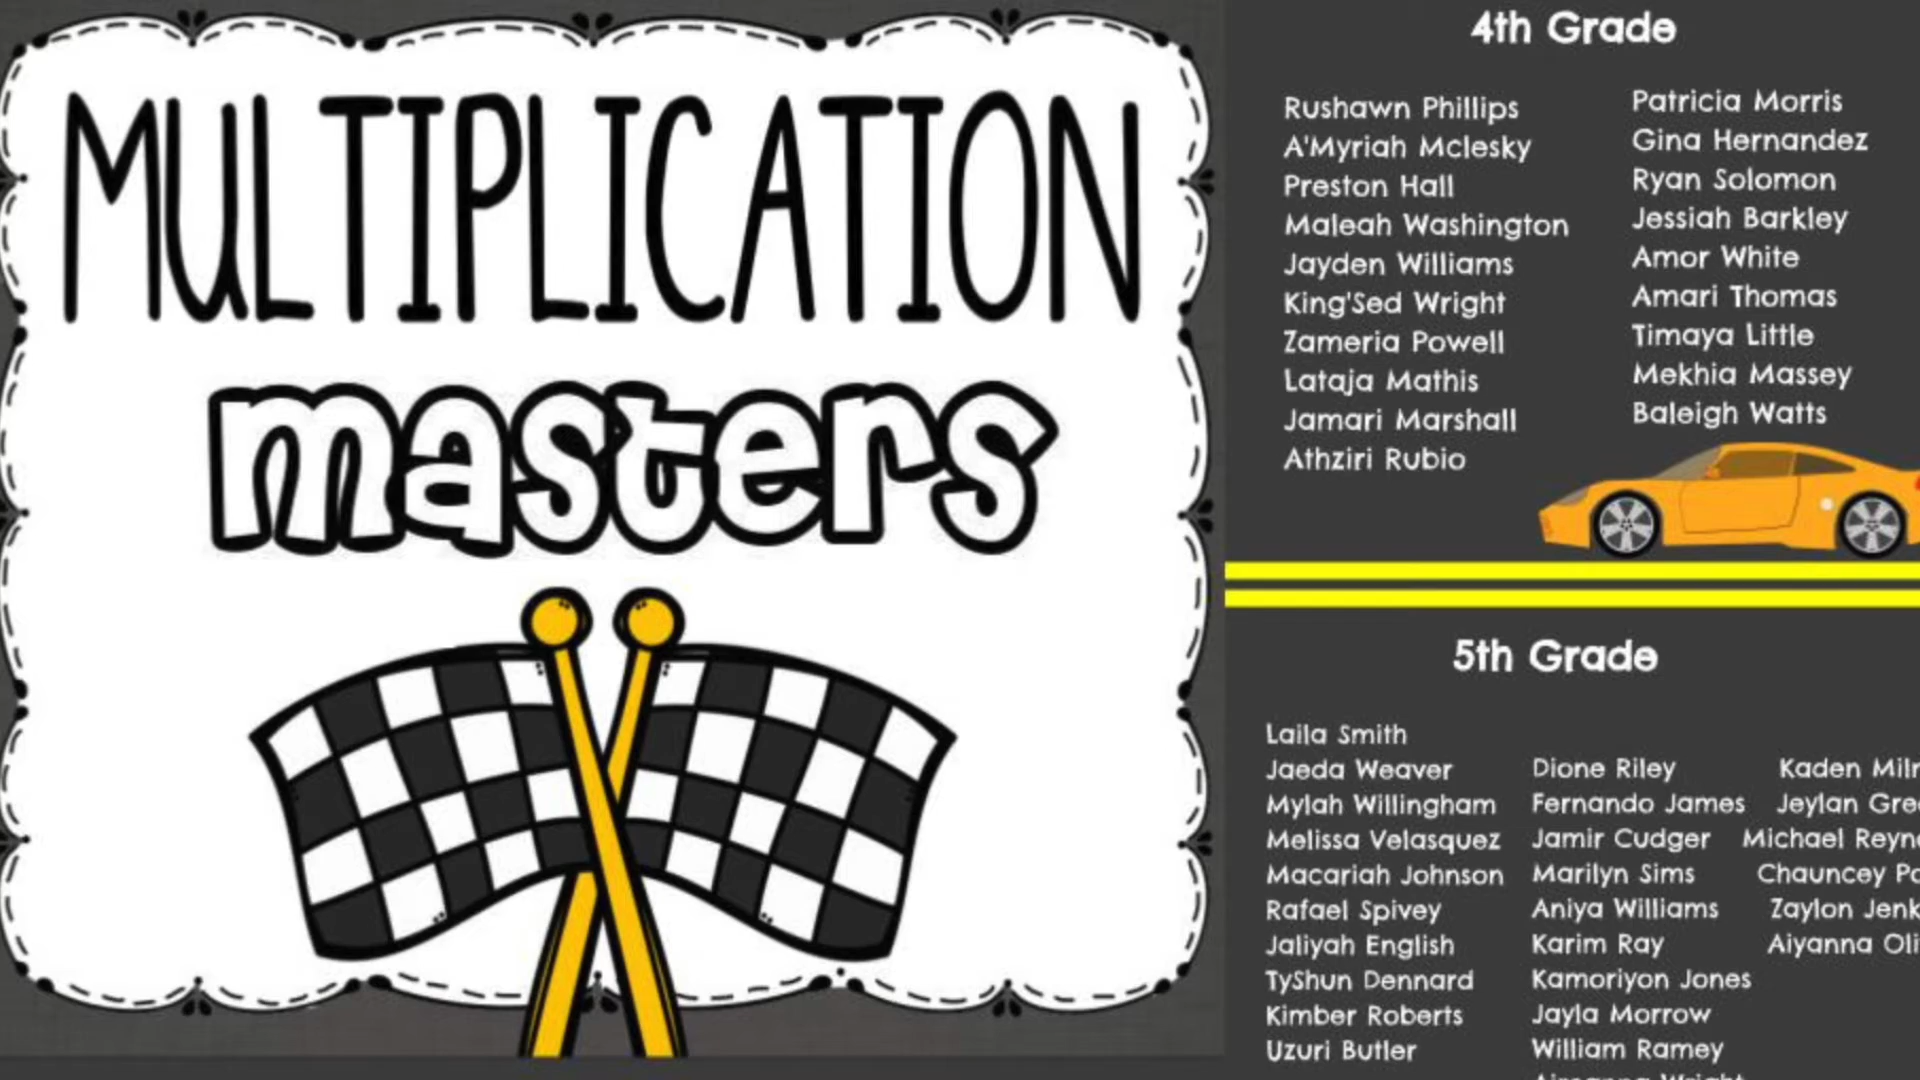 MULTIPLICATION
masters
4th Grade
Rushawn Phillips
A'Myriah Mclesky
Preston Hall
Maleah Washington
Jayden Williams
King'Sed Wright
Zameria Powell
Lataja Mathis
Jamari Marshall
Athziri Rubio
Patricia Morris
Gina Hernandez
Ryan Solomon
Jessiah Barkley
Amor White
Amari Thomas
Timaya Little
Mekhia Massey
Baleigh Watts
5th Grade
Laila Smith
Jaeda Weaver
Mylah Willingham
Melissa Velasquez
Macariah Johnson
Rafael Spivey
Jaliyah English
TyShun Dennard
Kimber Roberts
Uzuri Butler
Dione Riley
Fernando James
Jamir Cudger
Marilyn Sims
Aniya Williams
Karim Ray
Kamoriyon Jones
Jayla Morrow
William Ramey
Kaden
Jeylan
Michael
Chauncey
Zaylon
Aiyanna